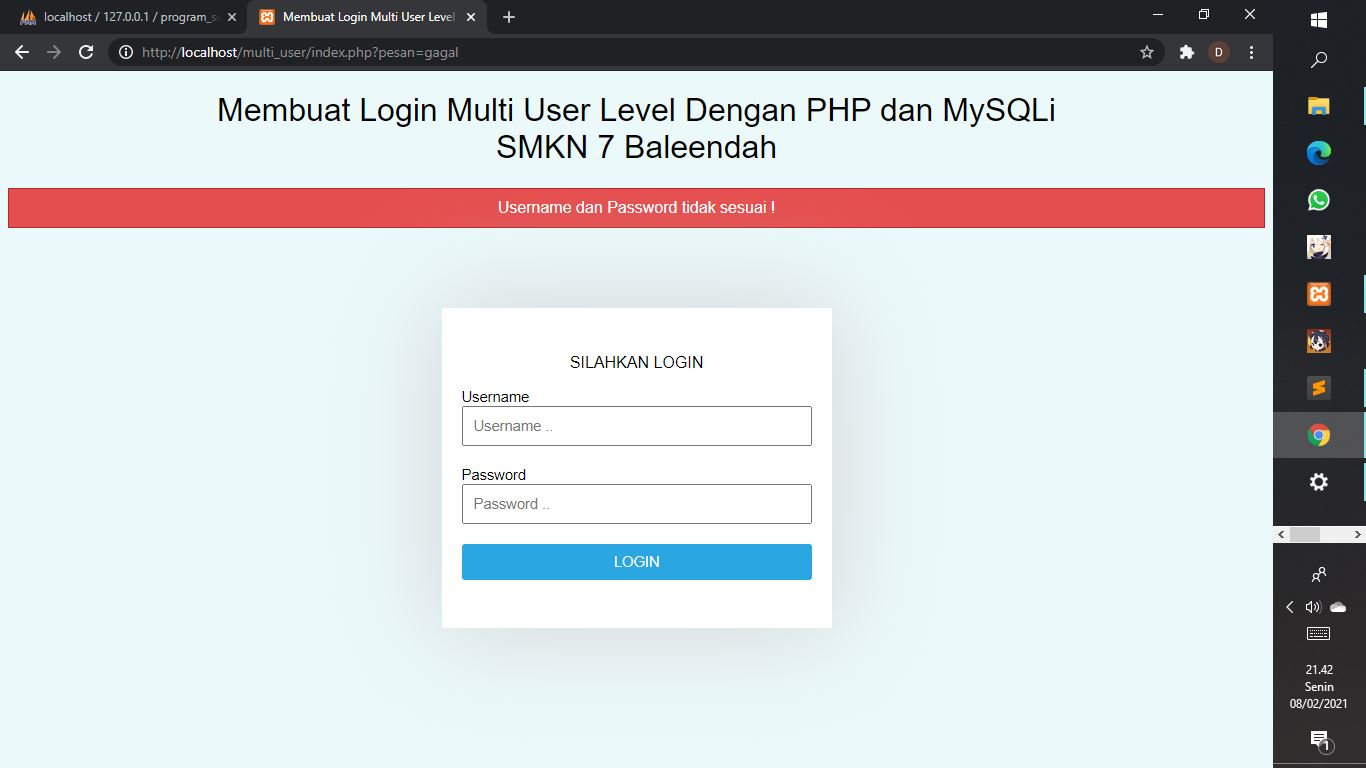 localhost / 127.0.0.1 / program_s
Membuat Login Multi User Level
http://localhost/multi_user/index.php?pesan=gagal
D
Membuat Login Multi User Level Dengan PHP dan MySQLi
SMKN 7 Baleendah
Username dan Password tidak sesuai !
SILAHKAN LOGIN
Username
Username ..
Password
Password ..
LOGIN
21.42
Senin
08/02/2021
1